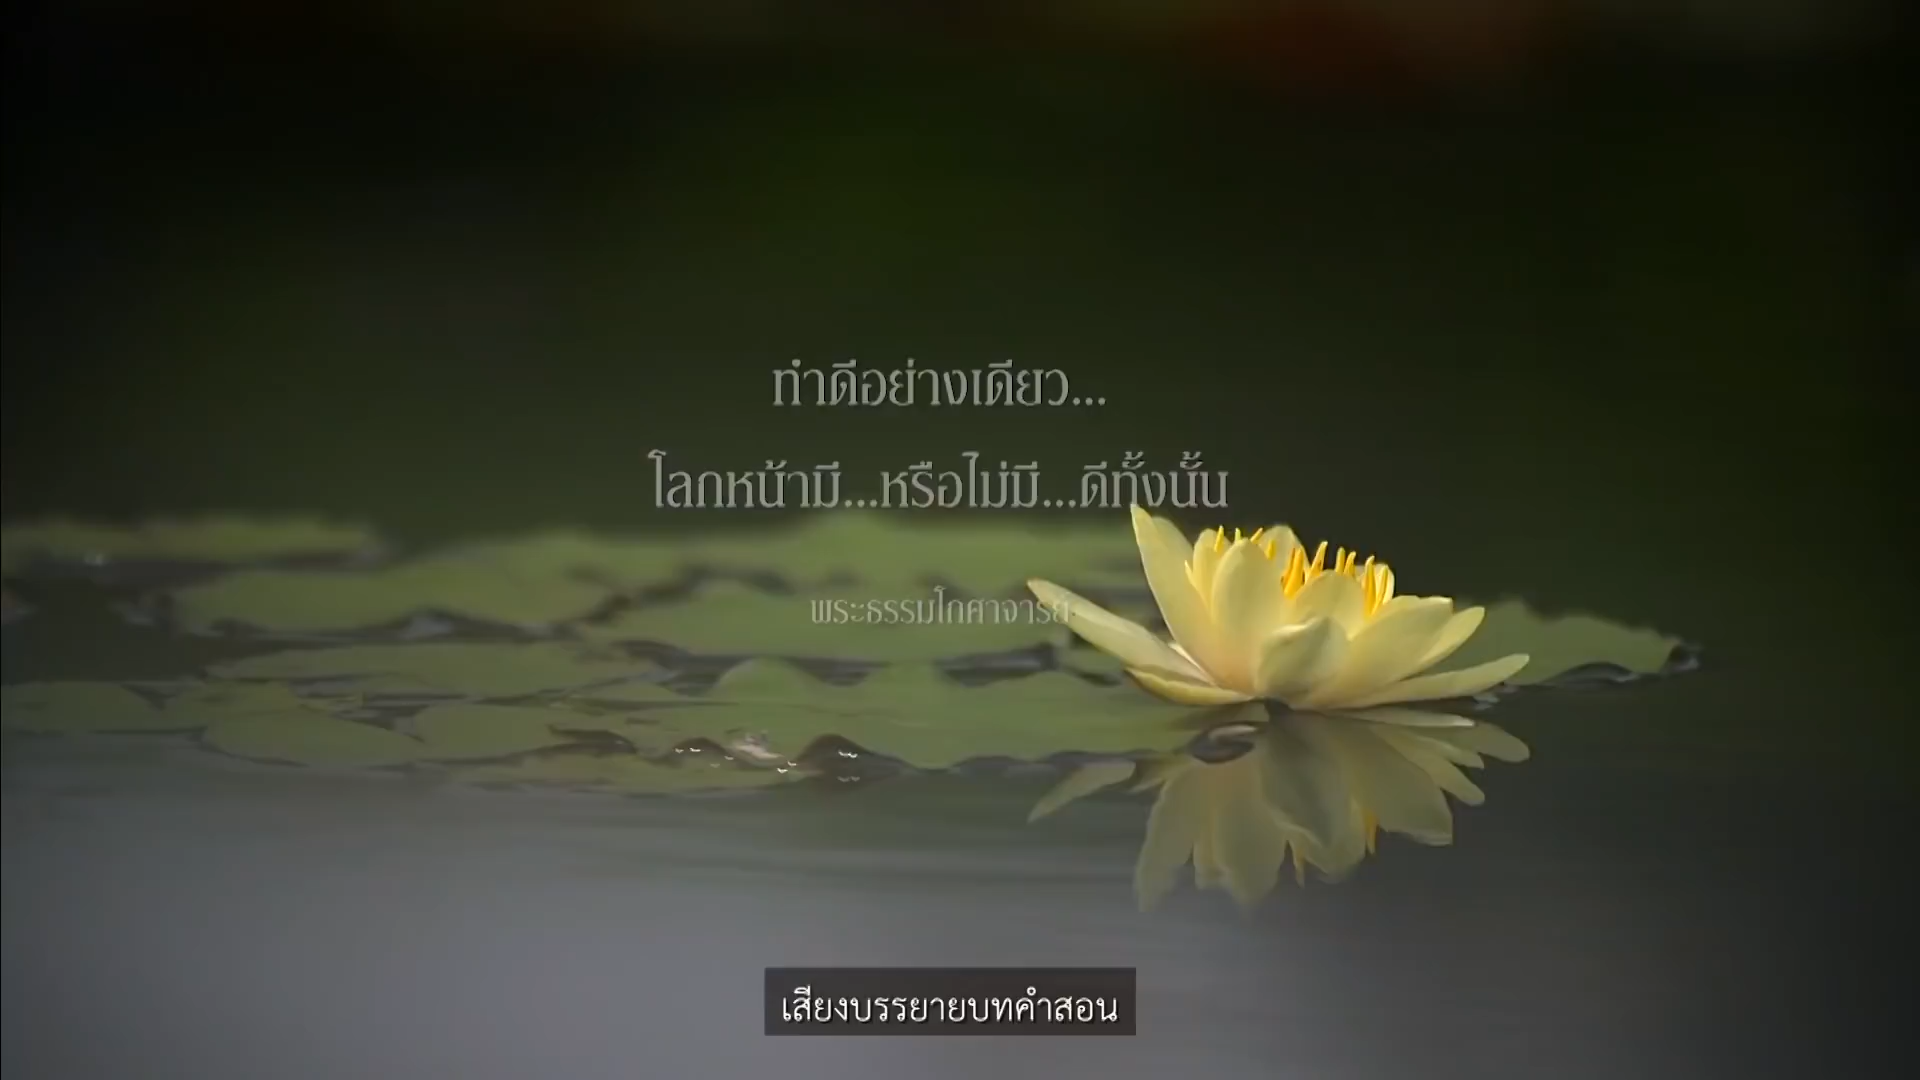 ทำดีอย่างเดียว...
โลกหน้ามี...หรือไม่มี...ดีทั้งนั้น
พระธรรมโกศาจารย์
เสียงบรรยายบทคำสอน